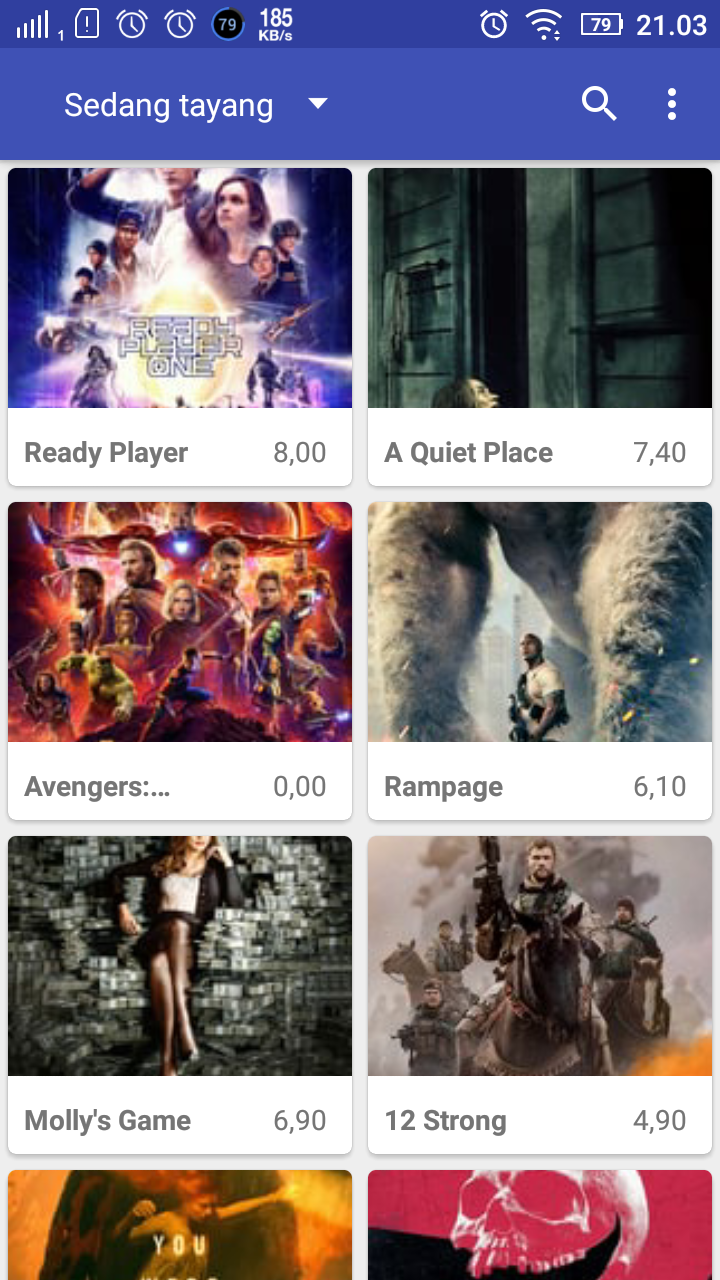 1 79 185 KB/s 79 21.03
Sedang tayang
READY
PLAYER
ONE
Ready Player 8,00
A Quiet Place 7,40
Avengers:... 0,00
Rampage 6,10
Molly's Game 6,90
12 Strong 4,90
YOU